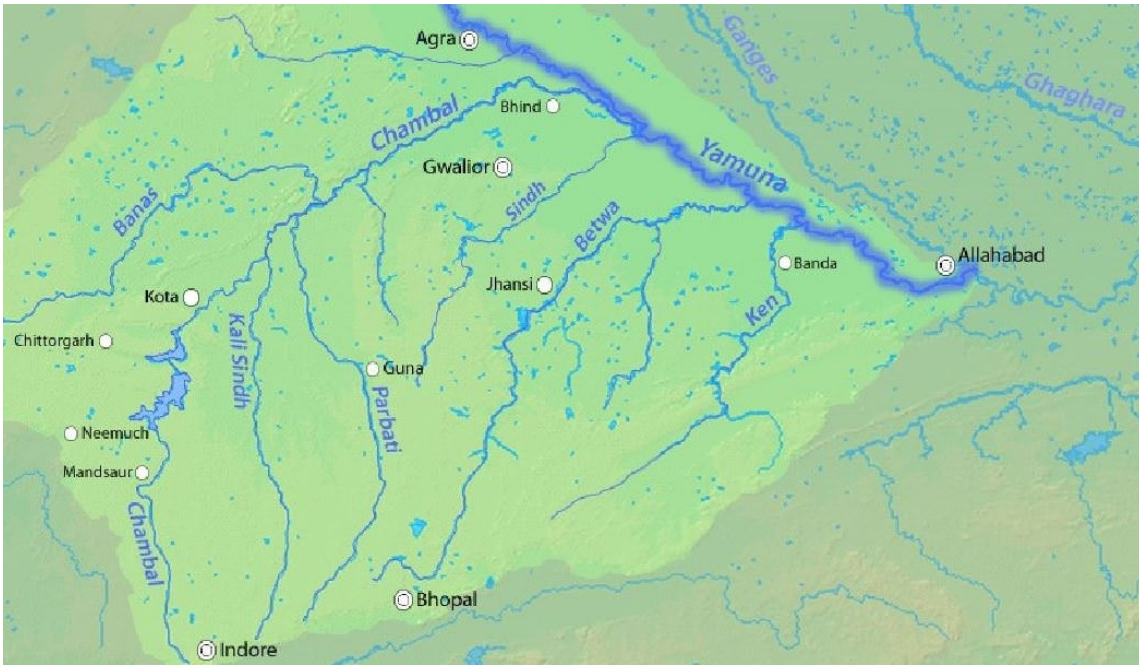 Agra
Ganges
Ghaghara
Bhind
Chambal
Yamuna
Gwalior
Banas
Sindh
Betwa
Allahabad
Banda
Jhansi
Kota
Ken
Chittorgarh
Kali Sindh
Guna
Parbati
Neemuch
Mandsaur
Chambal
Bhopal
Indore